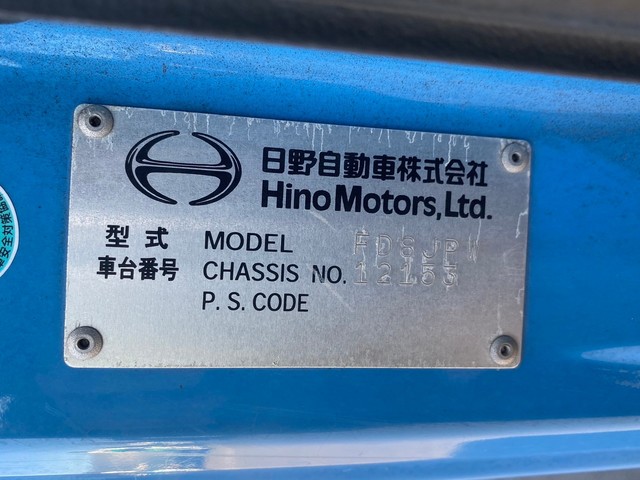 日野自動車株式会社
Hino Motors, Ltd.
型式 MODEL
車台番号 CHASSIS NO. 12153
P. S. CODE